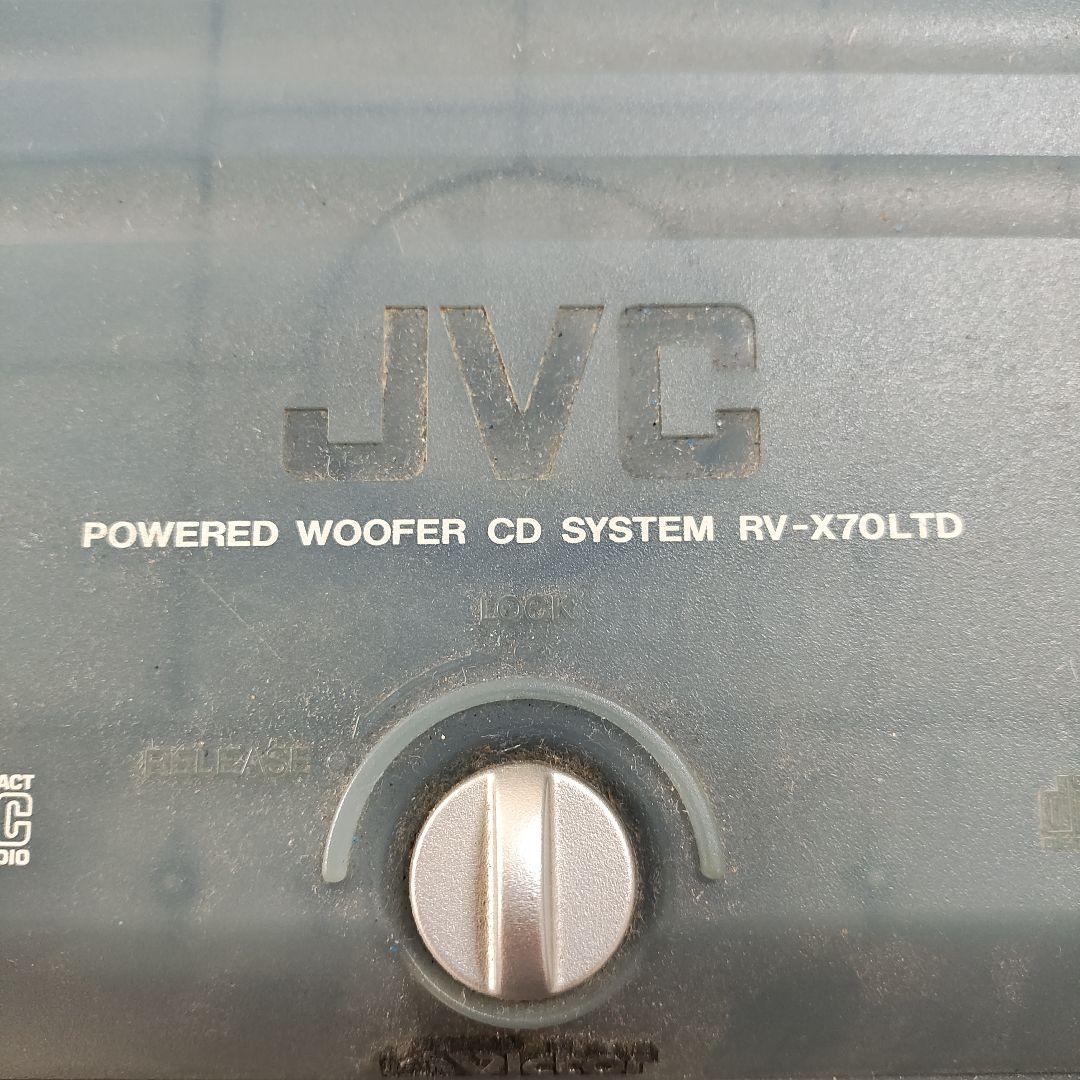 JVC
POWERED WOOFER CD SYSTEM RV-X70LTD
LOCK
RELEASE